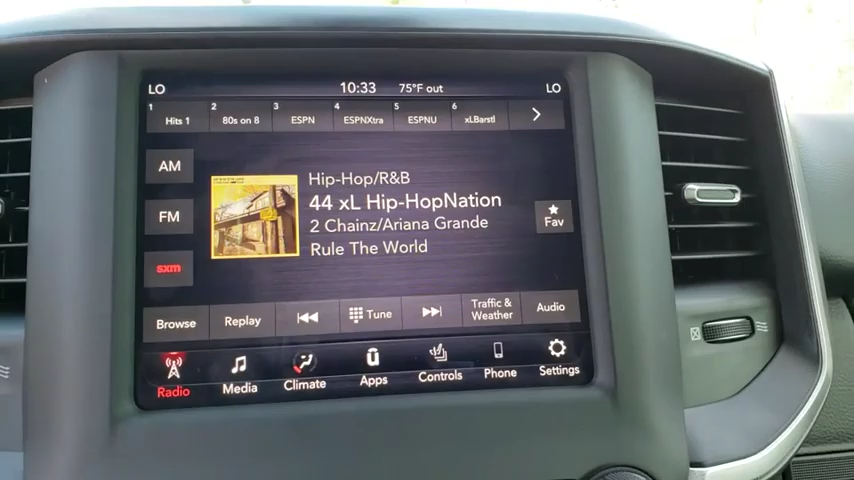 LO 10:33 75°F out LO
1 Hits 1 2 80s on 8 3 ESPN 4 ESPNXtra 5 ESPNU 6 xLBarstl
AM
FM
sxm
Hip-Hop/R&B
44 xL Hip-HopNation
2 Chainz/Ariana Grande
Rule The World
Fav
Browse Replay Tune Traffic & Weather Audio
Radio Media Climate Apps Controls Phone Settings